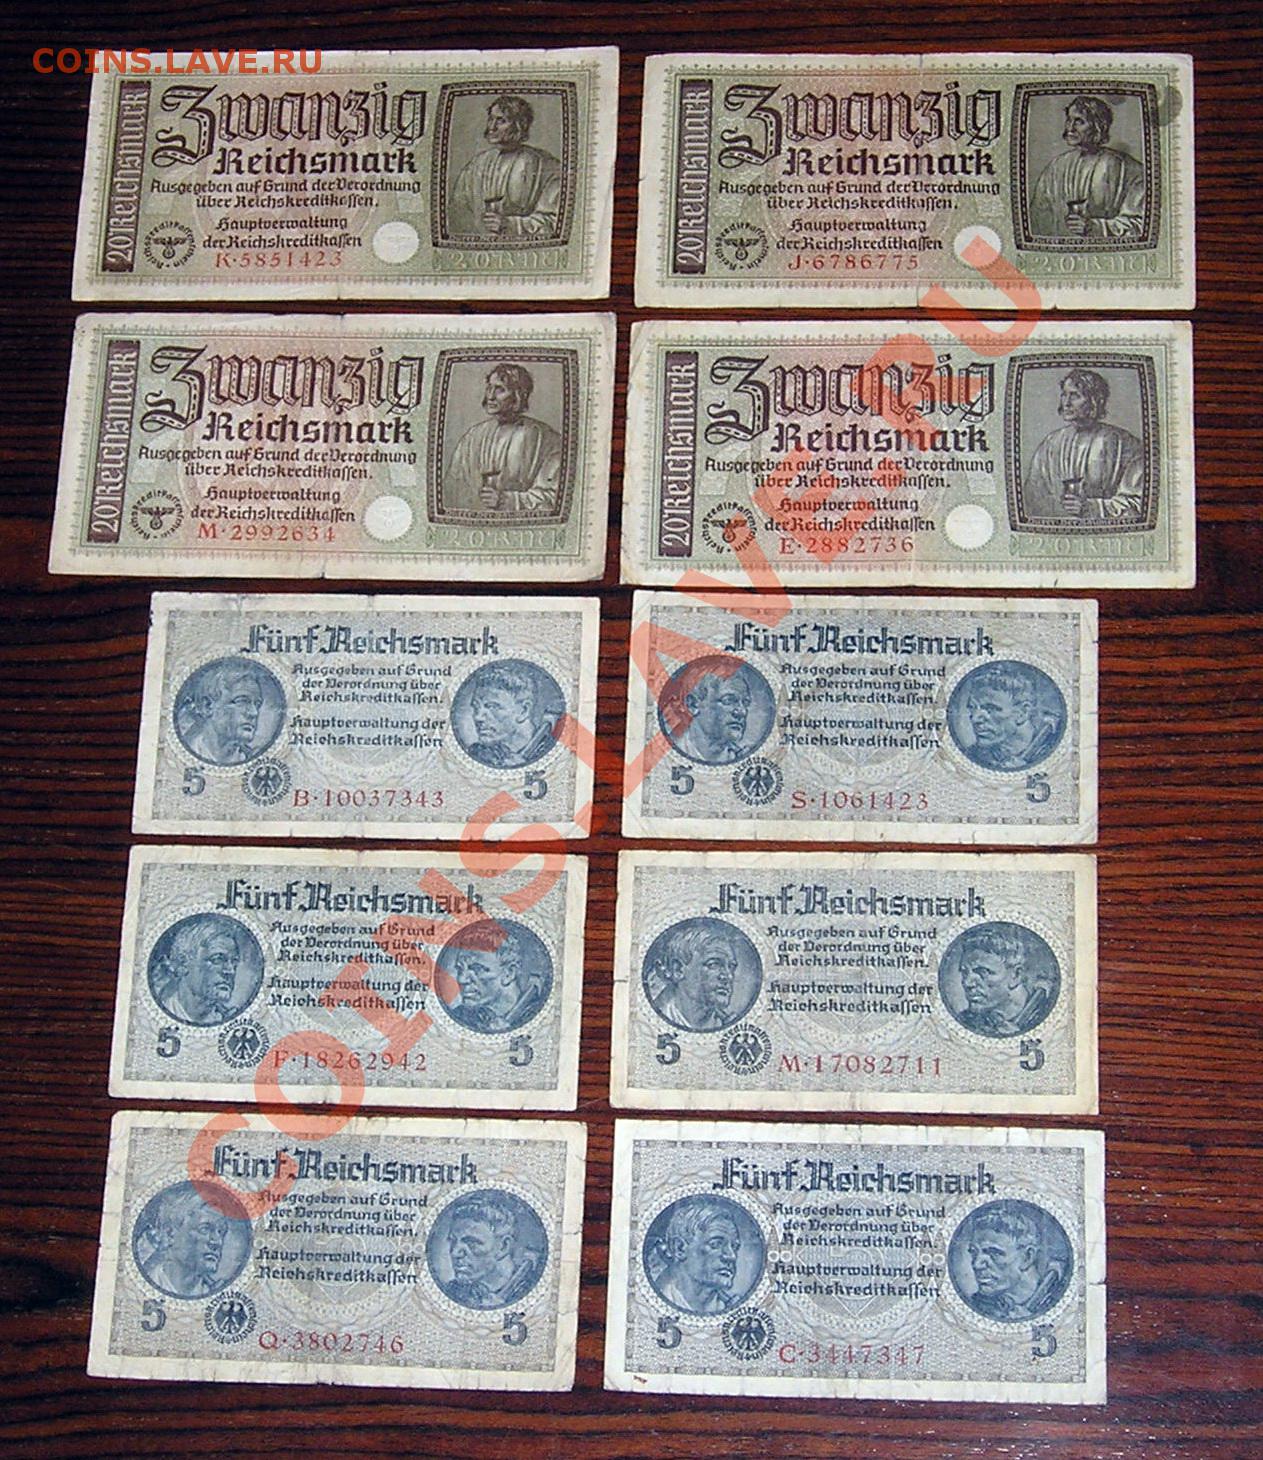 COINS.LAVE.RU
20 Reichsmark
Zwanzig
Reichsmark
Ausgegeben auf Grund der Verordnung
über Reichskreditkassen.
Hauptverwaltung
der Reichskreditkassen
K·5851423
20 Reichsmark
Zwanzig
Reichsmark
Ausgegeben auf Grund der Verordnung
über Reichskreditkassen.
Hauptverwaltung
der Reichskreditkassen
J·6786775
20 Reichsmark
Zwanzig
Reichsmark
Ausgegeben auf Grund der Verordnung
über Reichskreditkassen.
Hauptverwaltung
der Reichskreditkassen
M·2992634
20 Reichsmark
Zwanzig
Reichsmark
Ausgegeben auf Grund der Verordnung
über Reichskreditkassen.
Hauptverwaltung
der Reichskreditkassen
E·2882736
Fünf Reichsmark
Ausgegeben auf Grund
der Verordnung über
Reichskreditkassen.
Hauptverwaltung der
Reichskreditkassen
5 5
B·10037343
Fünf Reichsmark
Ausgegeben auf Grund
der Verordnung über
Reichskreditkassen.
Hauptverwaltung der
Reichskreditkassen
5 5
S·1061423
Fünf Reichsmark
Ausgegeben auf Grund
der Verordnung über
Reichskreditkassen.
Hauptverwaltung der
Reichskreditkassen
5 5
F·18262942
Fünf Reichsmark
Ausgegeben auf Grund
der Verordnung über
Reichskreditkassen.
Hauptverwaltung der
Reichskreditkassen
5 5
M·17082711
Fünf Reichsmark
Ausgegeben auf Grund
der Verordnung über
Reichskreditkassen.
Hauptverwaltung der
Reichskreditkassen
5 5
Q·3802746
Fünf Reichsmark
Ausgegeben auf Grund
der Verordnung über
Reichskreditkassen.
Hauptverwaltung der
Reichskreditkassen
5 5
C·3447347
COINS.LAVE.RU